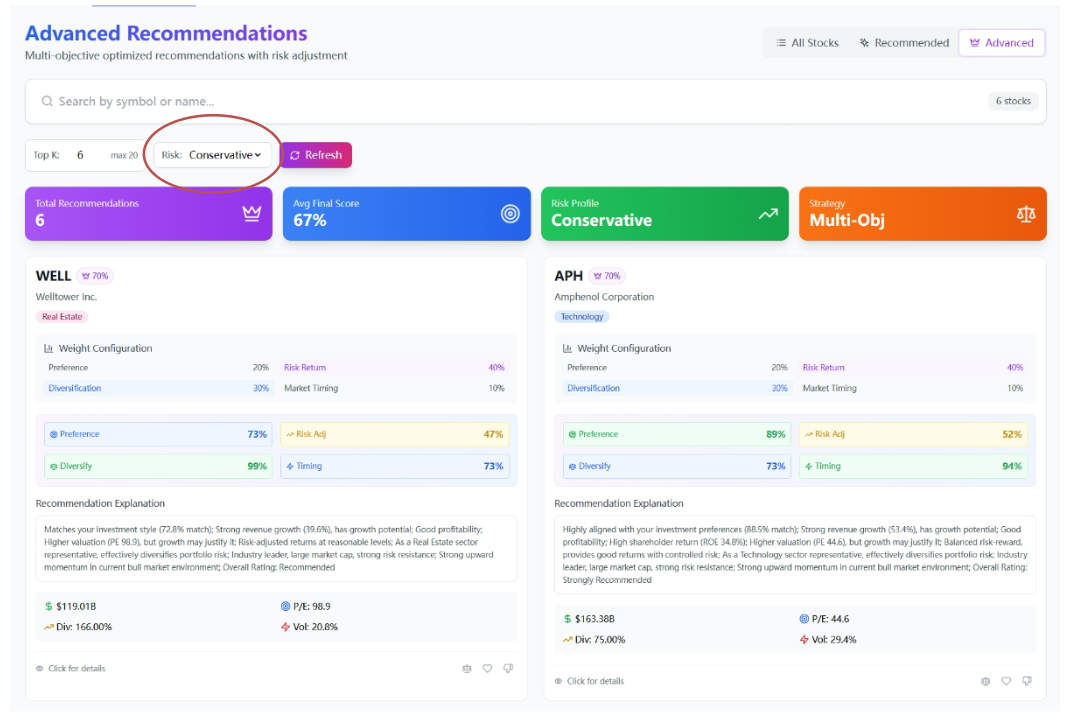 Advanced Recommendations
Multi-objective optimized recommendations with risk adjustment
All Stocks
Recommended
Advanced
Search by symbol or name...
6 stocks
Top K: 6 max 20
Risk: Conservative
Refresh
Total Recommendations
6
Avg Final Score
67%
Risk Profile
Conservative
Strategy
Multi-Obj
WELL 70%
Welltower Inc.
Real Estate
Weight Configuration
Preference 20% Risk Return 40%
Diversification 30% Market Timing 10%
Preference 73% Risk Adj 47%
Diversify 99% Timing 73%
Recommendation Explanation
Matches your investment style (72.8% match); Strong revenue growth (39.6%), has growth potential; Good profitability;
Higher valuation (PE 98.9), but growth may justify it; Risk-adjusted returns at reasonable levels; As a Real Estate sector
representative, effectively diversifies portfolio risk; Industry leader, large market cap, strong risk resistance; Strong upward
momentum in current bull market environment; Overall Rating: Recommended
$ $119.01B P/E: 98.9
Div: 166.00% Vol: 20.8%
Click for details
APH 70%
Amphenol Corporation
Technology
Weight Configuration
Preference 20% Risk Return 40%
Diversification 30% Market Timing 10%
Preference 89% Risk Adj 52%
Diversify 73% Timing 94%
Recommendation Explanation
Highly aligned with your investment preferences (88.5% match); Strong revenue growth (53.4%), has growth potential; Good
profitability; High shareholder return (ROE 34.8%); Higher valuation (PE 44.6), but growth may justify it; Balanced risk-reward,
provides good returns with controlled risk; As a Technology sector representative, effectively diversifies portfolio risk; Industry
leader, large market cap, strong risk resistance; Strong upward momentum in current bull market environment; Overall Rating:
Strongly Recommended
$ $163.38B P/E: 44.6
Div: 75.00% Vol: 29.4%
Click for details